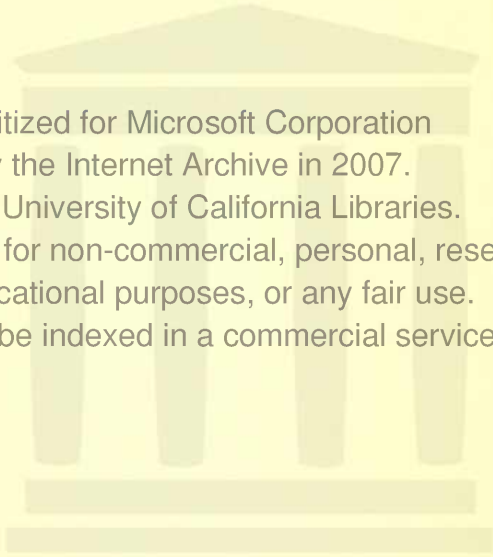 itized for Microsoft Corporation
the Internet Archive in 2007.
University of California Libraries.
for non-commercial, personal, rese
cational purposes, or any fair use.
be indexed in a commercial service